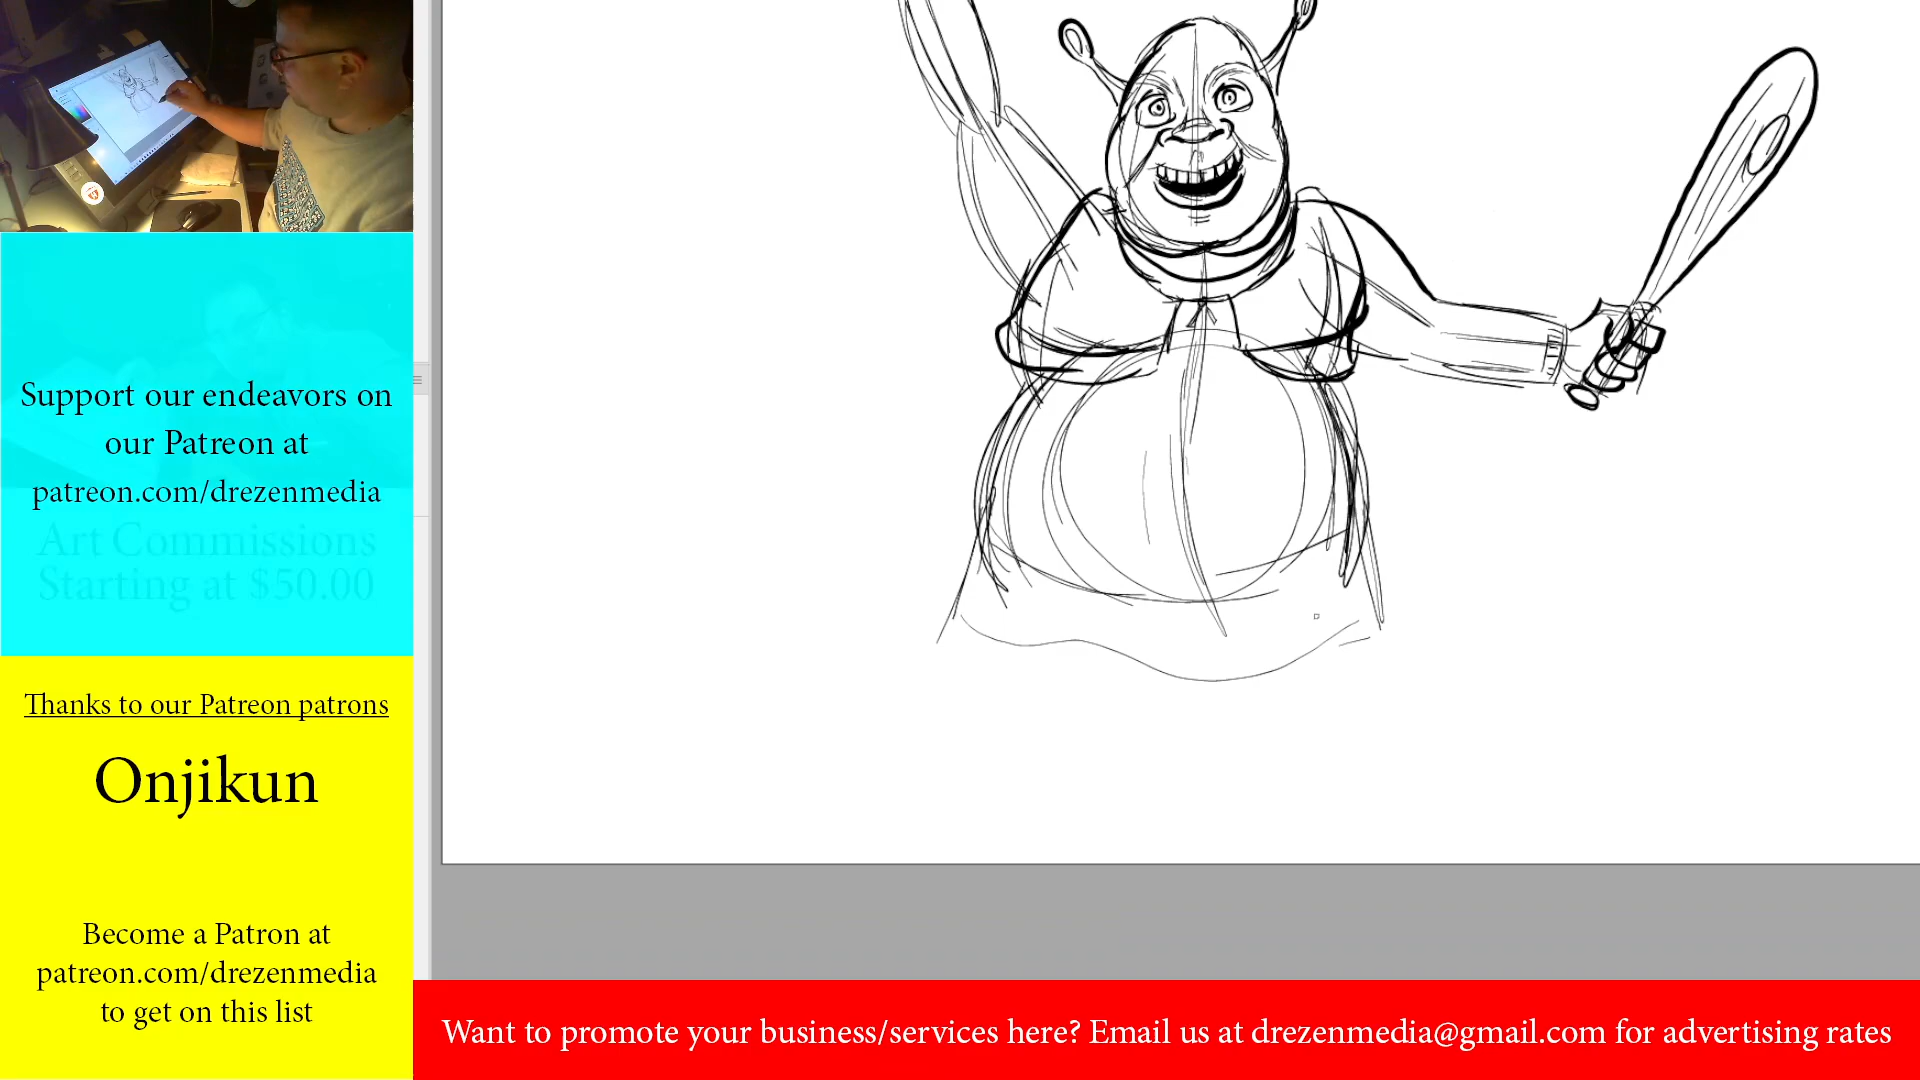 Support our endeavors on
our Patreon at
patreon.com/drezenmedia
Art Commissions
Starting at $50.00
Thanks to our Patreon patrons
Onjikun
Become a Patron at
patreon.com/drezenmedia
to get on this list
Want to promote your business/services here? Email us at drezenmedia@gmail.com for advertising rates